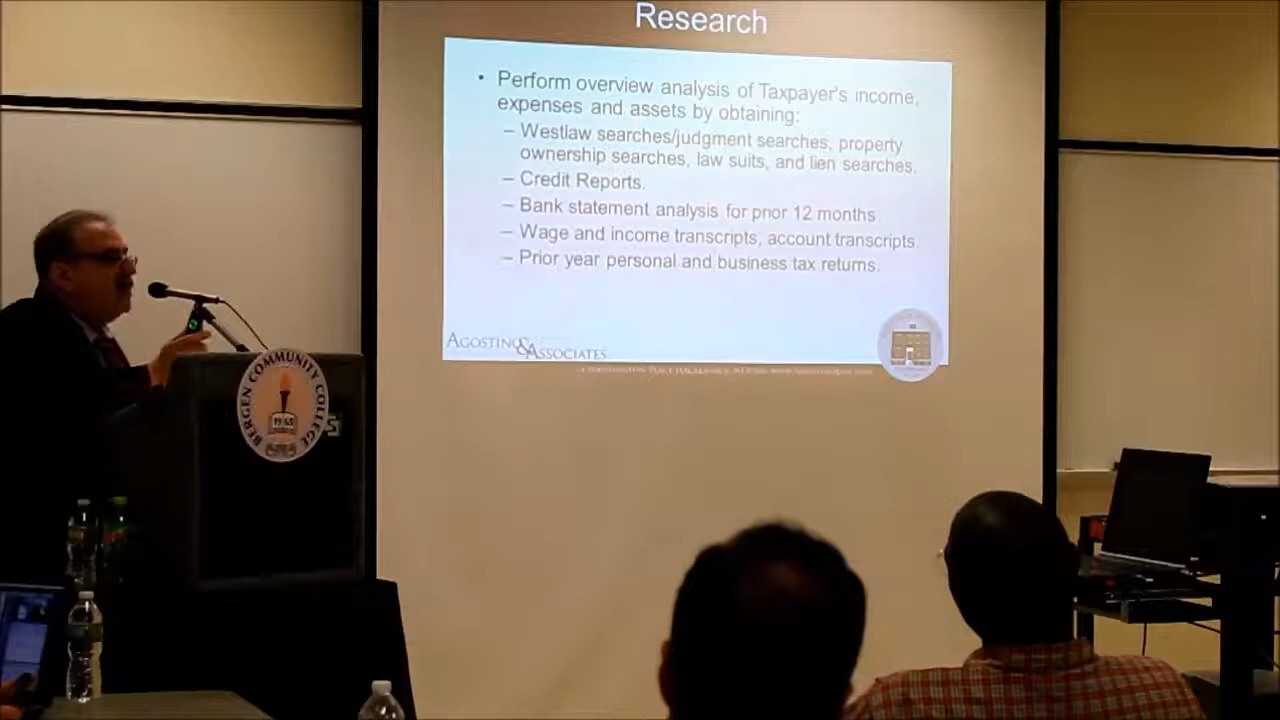 Research
• Perform overview analysis of Taxpayer's income,
expenses and assets by obtaining:
– Westlaw searches/judgment searches, property
ownership searches, law suits, and lien searches.
– Credit Reports.
– Bank statement analysis for prior 12 months
– Wage and income transcripts, account transcripts.
– Prior year personal and business tax returns.
AGOSTINO & ASSOCIATES
BERGEN COMMUNITY COLLEGE
1965